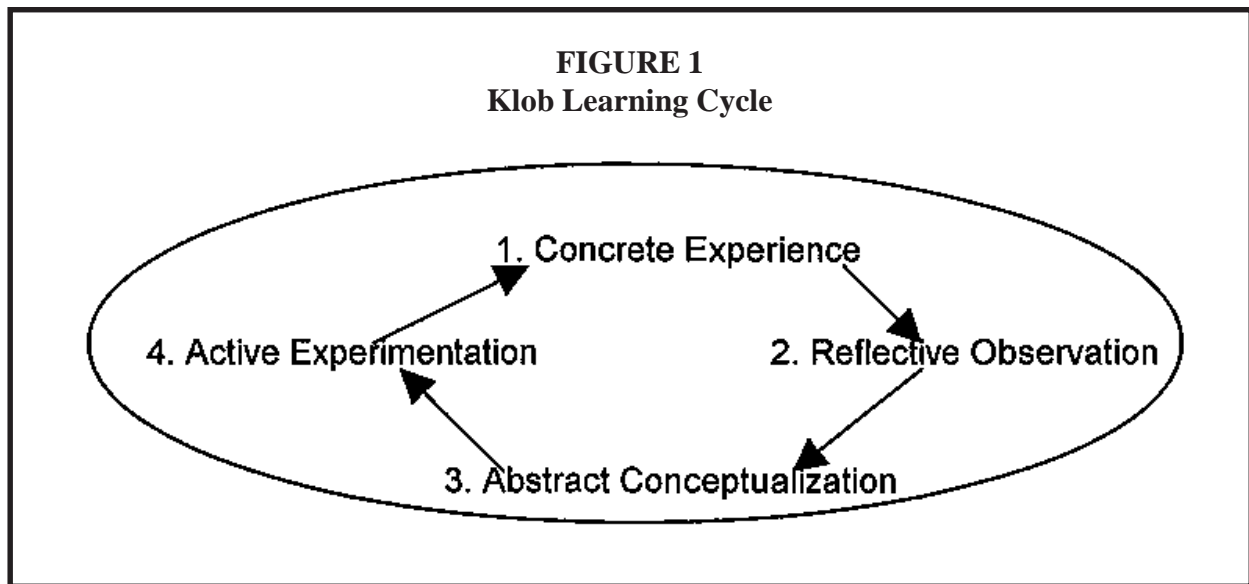 FIGURE 1
Klob Learning Cycle
1. Concrete Experience
4. Active Experimentation
2. Reflective Observation
3. Abstract Conceptualization